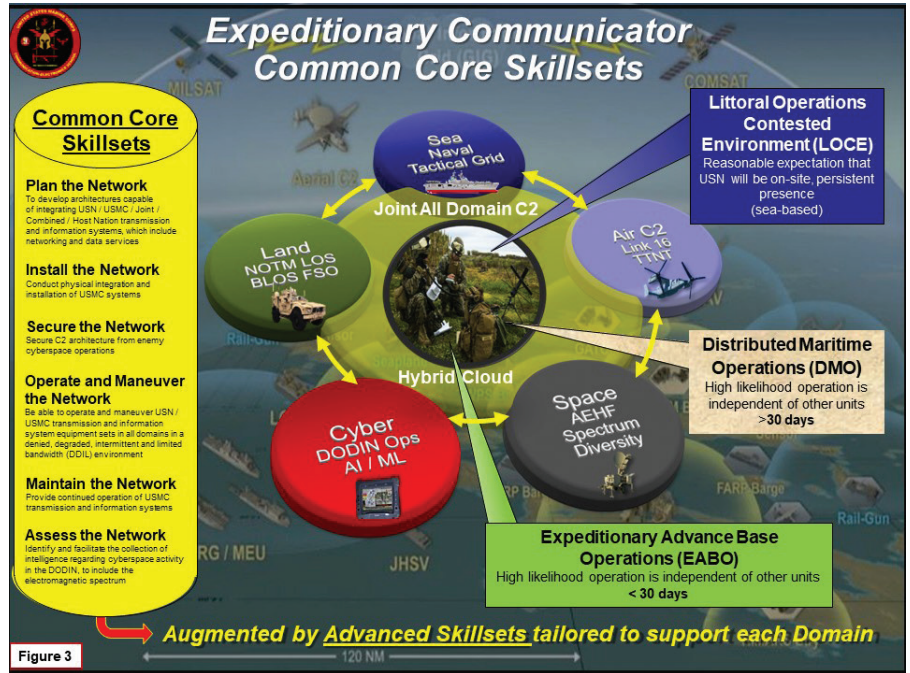 Expeditionary Communicator
Common Core Skillsets
MILSAT
COMSAT
Aerial C2
Common Core
Skillsets
Plan the Network
To develop architectures capable
of integrating USN / USMC / Joint /
Combined / Host Nation transmission
and information systems, which include
networking and data services
Install the Network
Conduct physical integration and
installation of USMC systems
Secure the Network
Secure C2 architecture from enemy
cyberspace operations
Operate and Maneuver
the Network
Be able to operate and maneuver USN /
USMC transmission and information
system equipment sets in all domains in a
denied, degraded, intermittent and limited
bandwidth (DDIL) environment
Maintain the Network
Provide continued operation of USMC
transmission and information systems
Assess the Network
Identify and facilitate the collection of
intelligence regarding cyberspace activity
in the DODIN, to include the
electromagnetic spectrum
Sea
Naval
Tactical Grid
Joint All Domain C2
Land
NOTM LOS
BLOS FSO
Air C2
Link 16
TTNT
Hybrid Cloud
Cyber
DODIN Ops
AI / ML
Space
AEHF
Spectrum
Diversity
Littoral Operations
Contested
Environment (LOCE)
Reasonable expectation that
USN will be on-site, persistent
presence
(sea-based)
Distributed Maritime
Operations (DMO)
High likelihood operation is
independent of other units
>30 days
Expeditionary Advance Base
Operations (EABO)
High likelihood operation is independent of other units
< 30 days
Rail-Gun
FARP Barge
Rail-Gun
RG / MEU
JHSV
Augmented by Advanced Skillsets tailored to support each Domain
Figure 3
120 NM